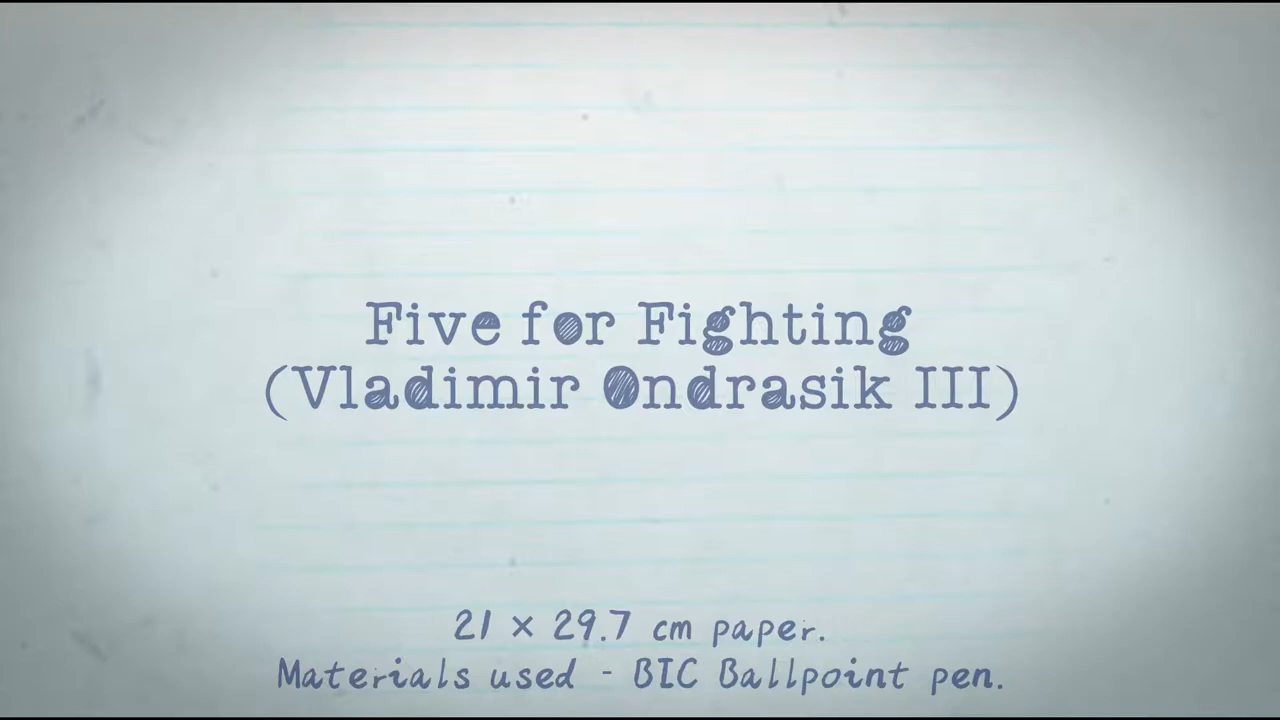 Five for Fighting
(Vladimir Ondrasik III)
21 × 29.7 cm paper.
Materials used - BIC Ballpoint pen.